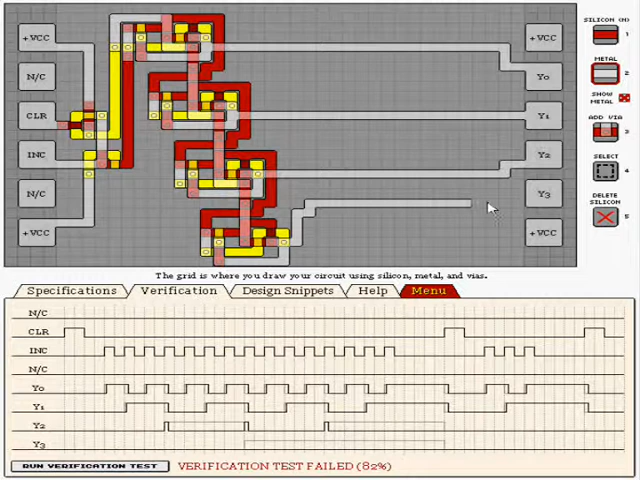 +VCC
N/C
CLR
INC
N/C
+VCC
+VCC
Y0
Y1
Y2
Y3
+VCC
SILICON (N)
1
METAL
2
SHOW METAL
ADD VIA
3
SELECT
4
DELETE SILICON
5
The grid is where you draw your circuit using silicon, metal, and vias.
Specifications
Verification
Design Snippets
Help
Menu
N/C
CLR
INC
N/C
Y0
Y1
Y2
Y3
RUN VERIFICATION TEST
VERIFICATION TEST FAILED (82%)